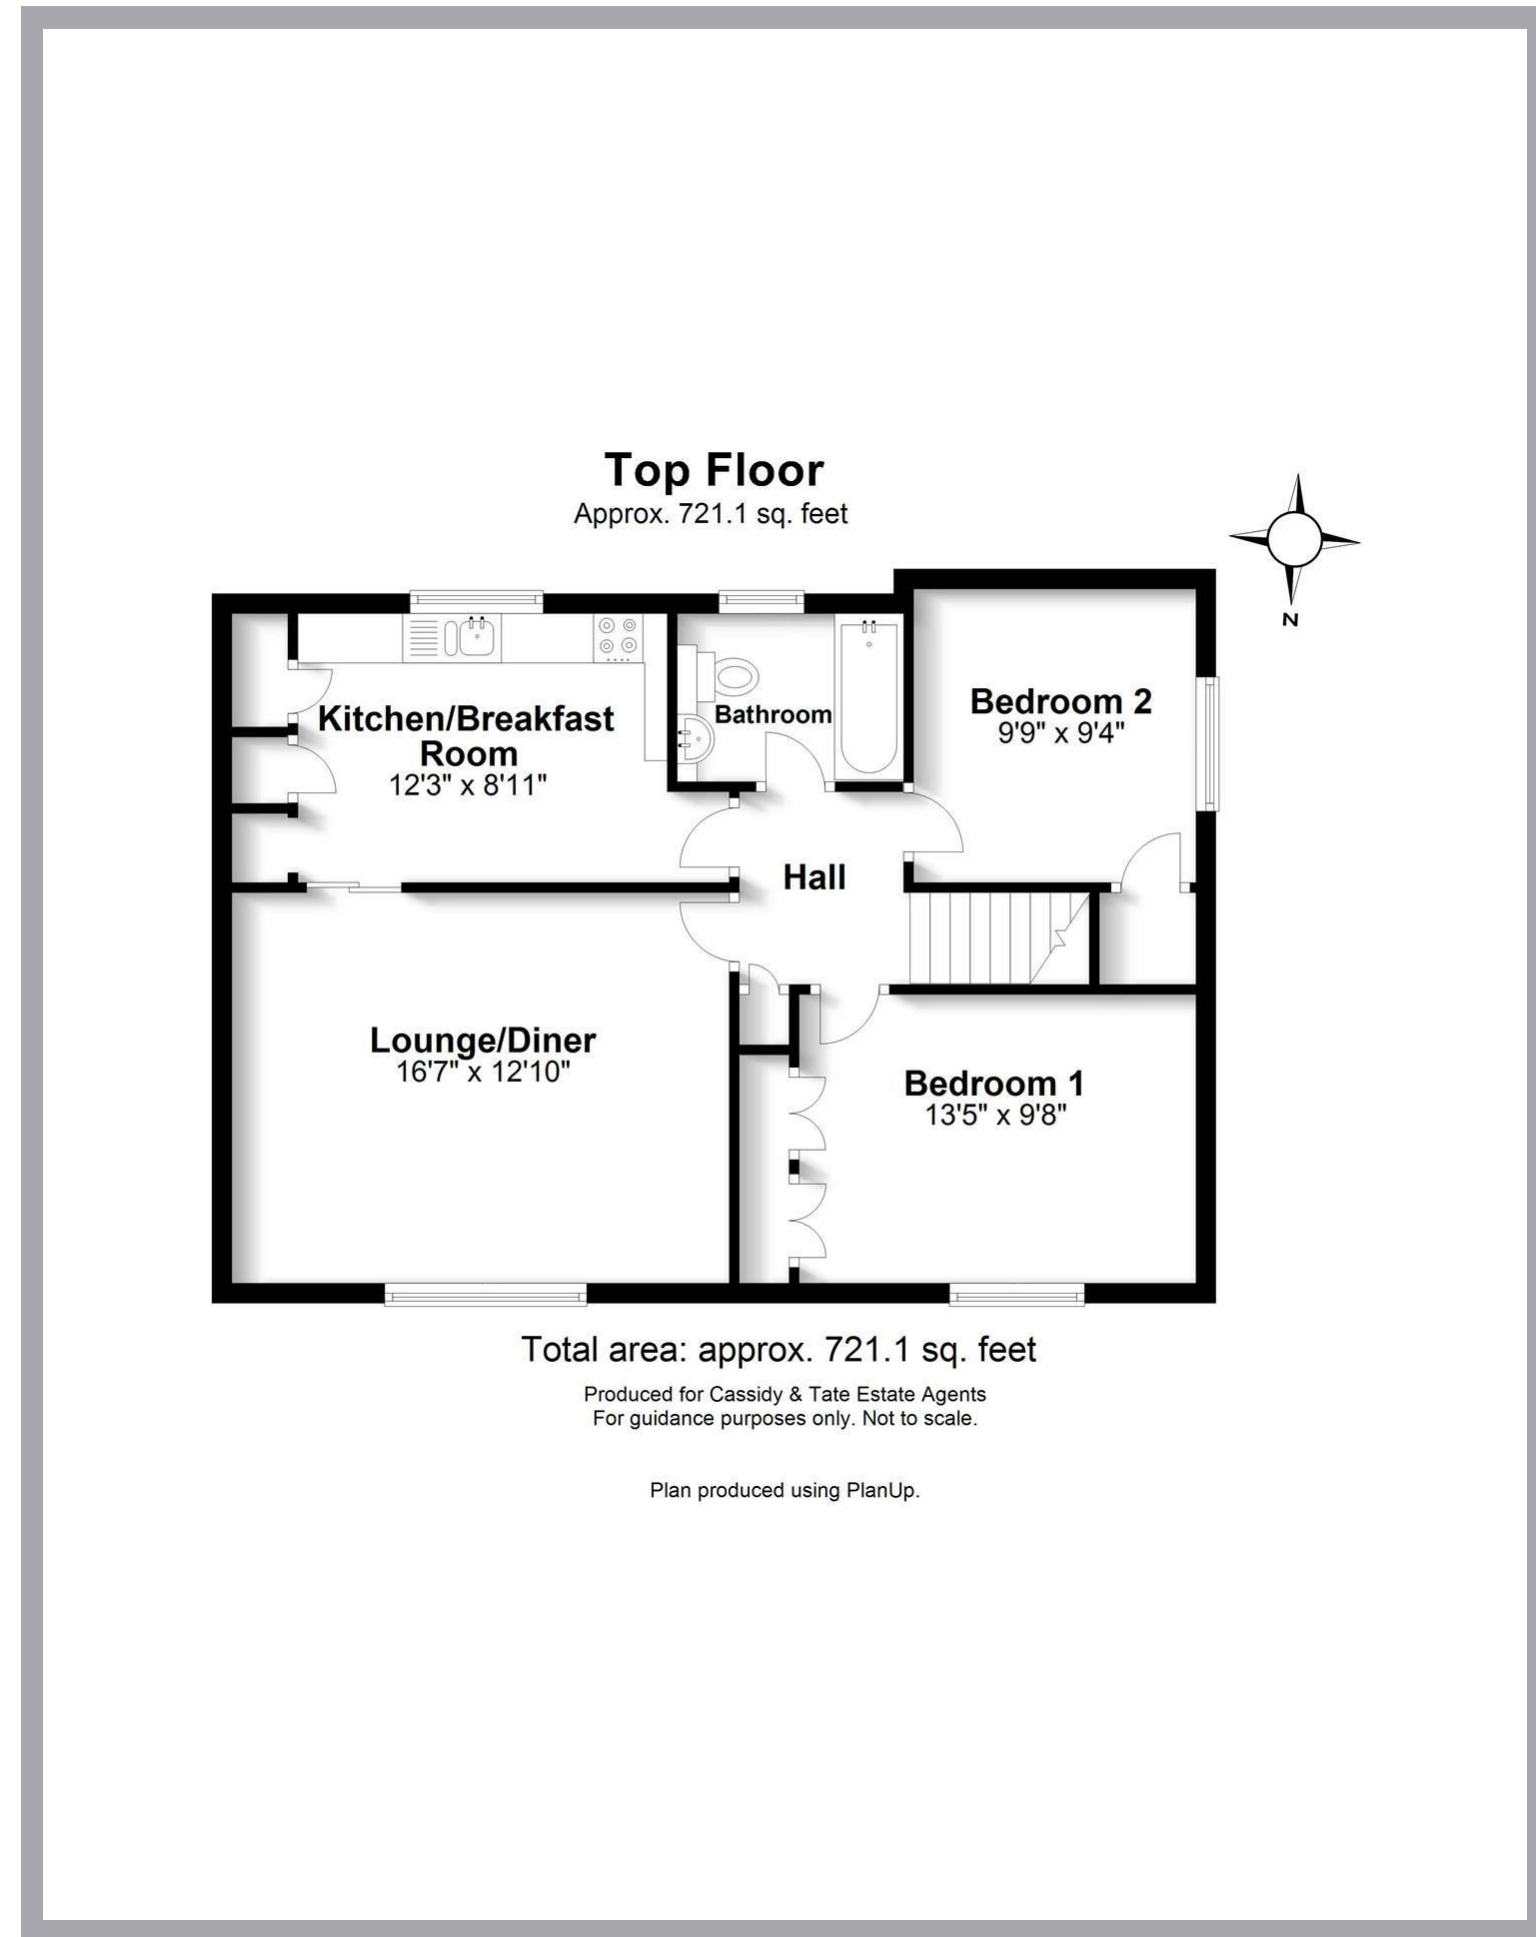 Top Floor
Approx. 721.1 sq. feet
N
Kitchen/Breakfast
Room
12'3" x 8'11"
Bathroom
Bedroom 2
9'9" x 9'4"
Hall
Lounge/Diner
16'7" x 12'10"
Bedroom 1
13'5" x 9'8"
Total area: approx. 721.1 sq. feet
Produced for Cassidy & Tate Estate Agents
For guidance purposes only. Not to scale.
Plan produced using PlanUp.